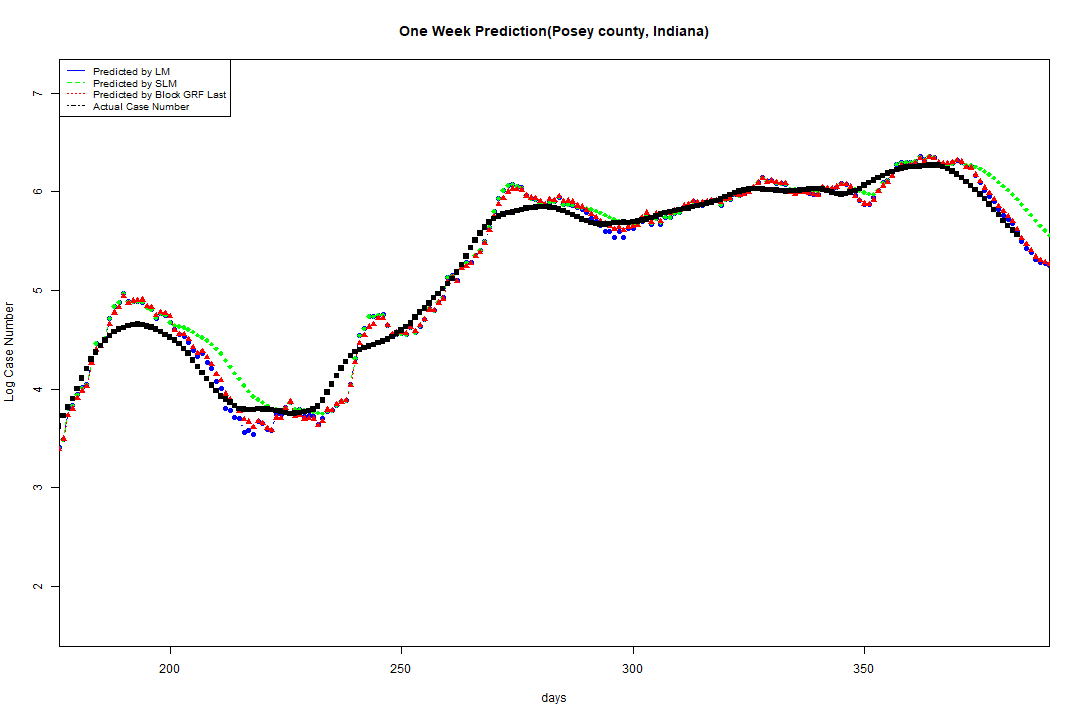 One Week Prediction(Posey county, Indiana)
Predicted by LM
Predicted by SLM
Predicted by Block GRF Last
Actual Case Number
7
6
5
4
3
2
Log Case Number
200 250 300 350
days